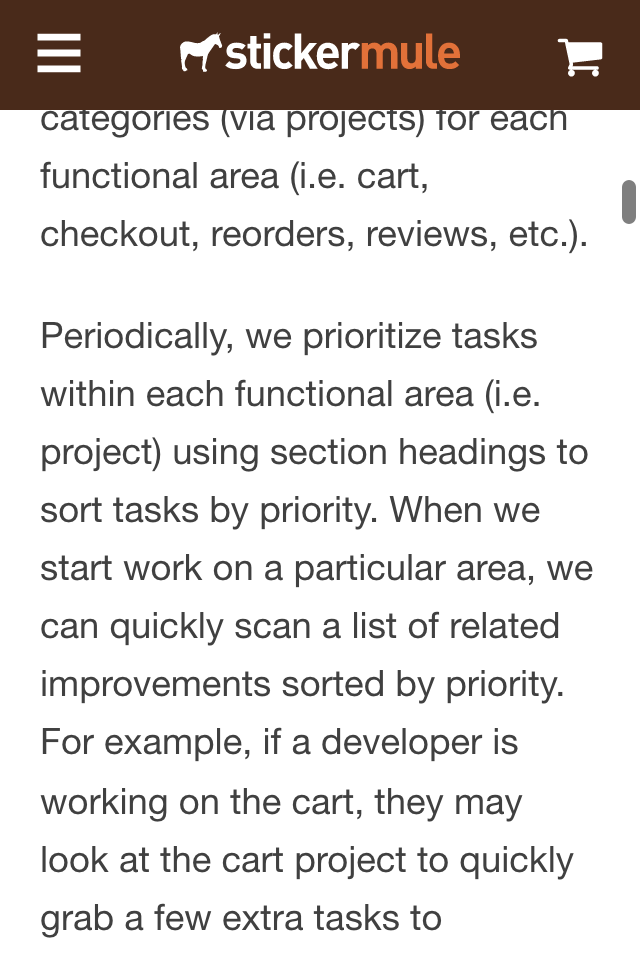 stickermule
categories (via projects) for each
functional area (i.e. cart,
checkout, reorders, reviews, etc.).
Periodically, we prioritize tasks
within each functional area (i.e.
project) using section headings to
sort tasks by priority. When we
start work on a particular area, we
can quickly scan a list of related
improvements sorted by priority.
For example, if a developer is
working on the cart, they may
look at the cart project to quickly
grab a few extra tasks to